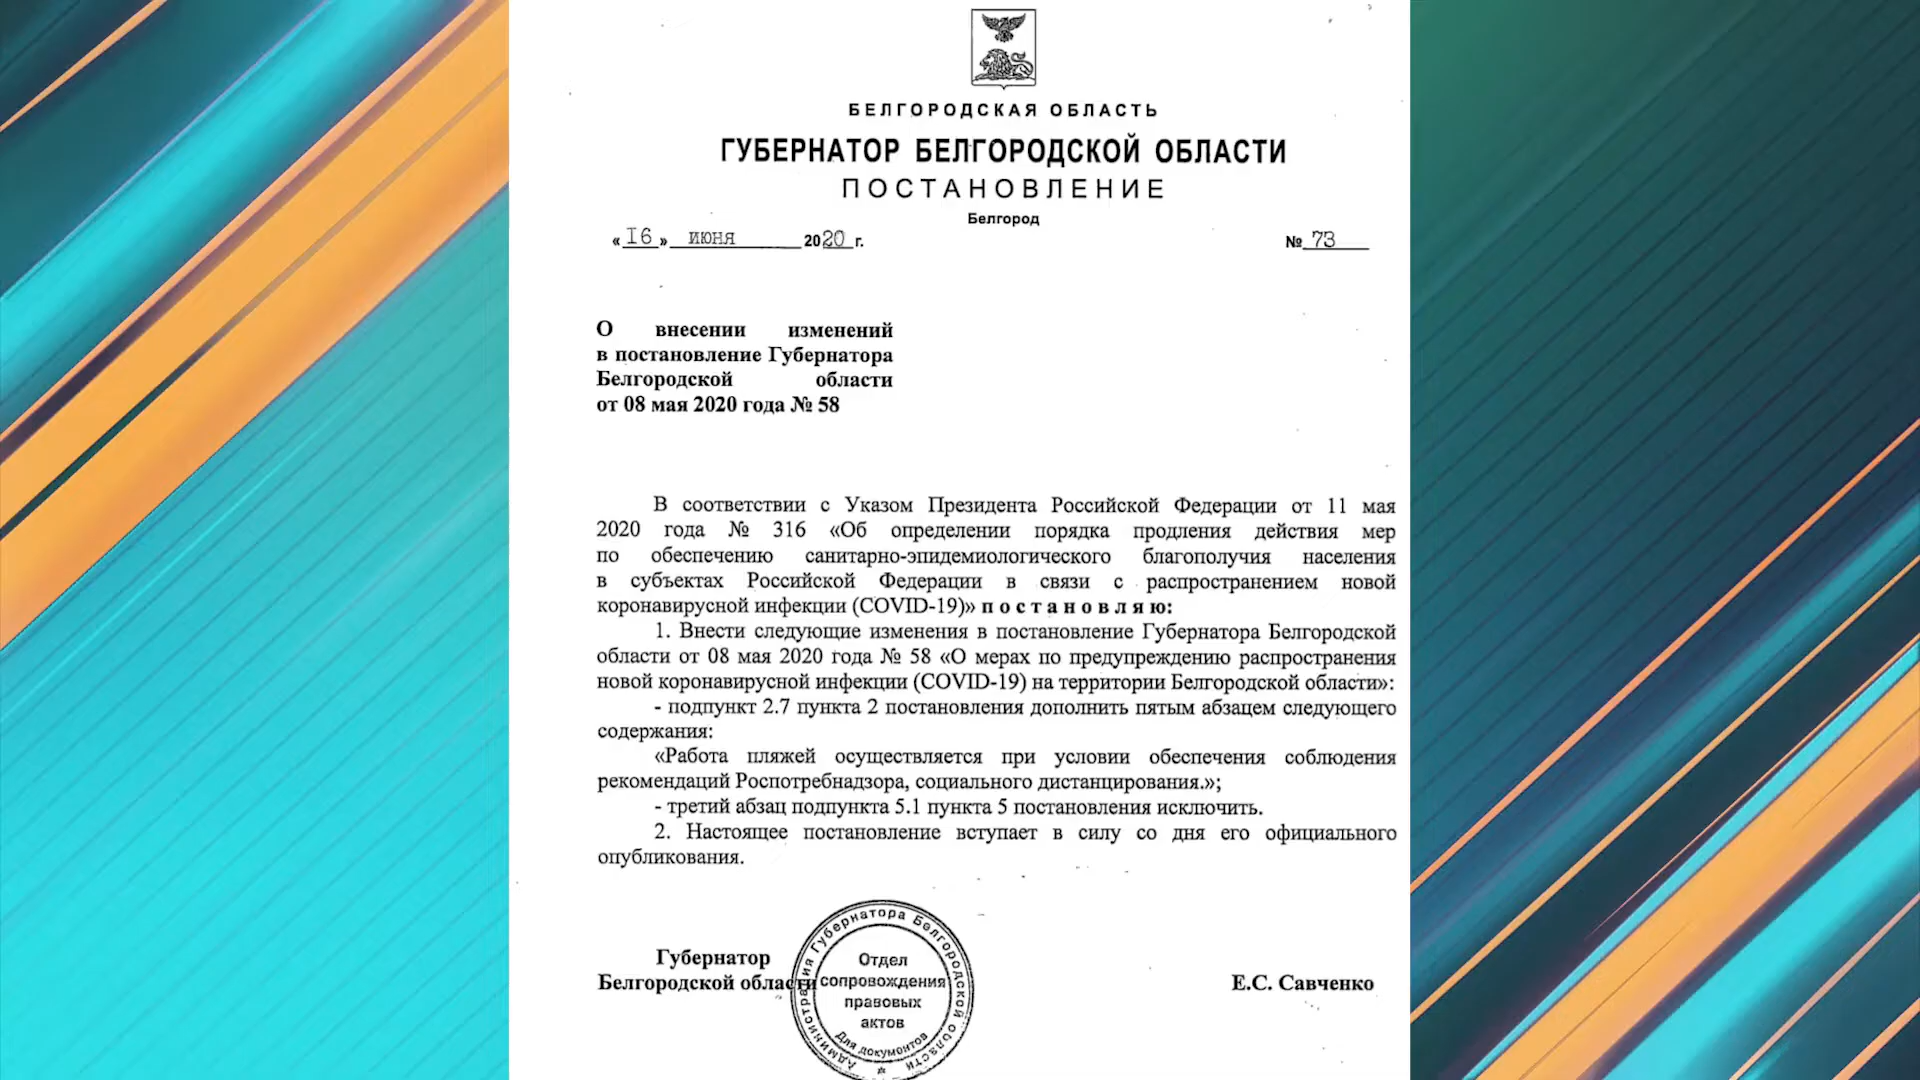 БЕЛГОРОДСКАЯ ОБЛАСТЬ
ГУБЕРНАТОР БЕЛГОРОДСКОЙ ОБЛАСТИ
ПОСТАНОВЛЕНИЕ
Белгород
«16» июня 2020 г. № 73
О внесении изменений
в постановление Губернатора
Белгородской области
от 08 мая 2020 года № 58
В соответствии с Указом Президента Российской Федерации от 11 мая
2020 года № 316 «Об определении порядка продления действия мер
по обеспечению санитарно-эпидемиологического благополучия населения
в субъектах Российской Федерации в связи с распространением новой
коронавирусной инфекции (COVID-19)» п о с т а н о в л я ю:
1. Внести следующие изменения в постановление Губернатора Белгородской
области от 08 мая 2020 года № 58 «О мерах по предупреждению распространения
новой коронавирусной инфекции (COVID-19) на территории Белгородской области»:
- подпункт 2.7 пункта 2 постановления дополнить пятым абзацем следующего
содержания:
«Работа пляжей осуществляется при условии обеспечения соблюдения
рекомендаций Роспотребнадзора, социального дистанцирования.»;
- третий абзац подпункта 5.1 пункта 5 постановления исключить.
2. Настоящее постановление вступает в силу со дня его официального
опубликования.
Губернатор
Белгородской области
Е.С. Савченко
Администрация Губернатора Белгородской области
Отдел
сопровождения
правовых
актов
Для документов